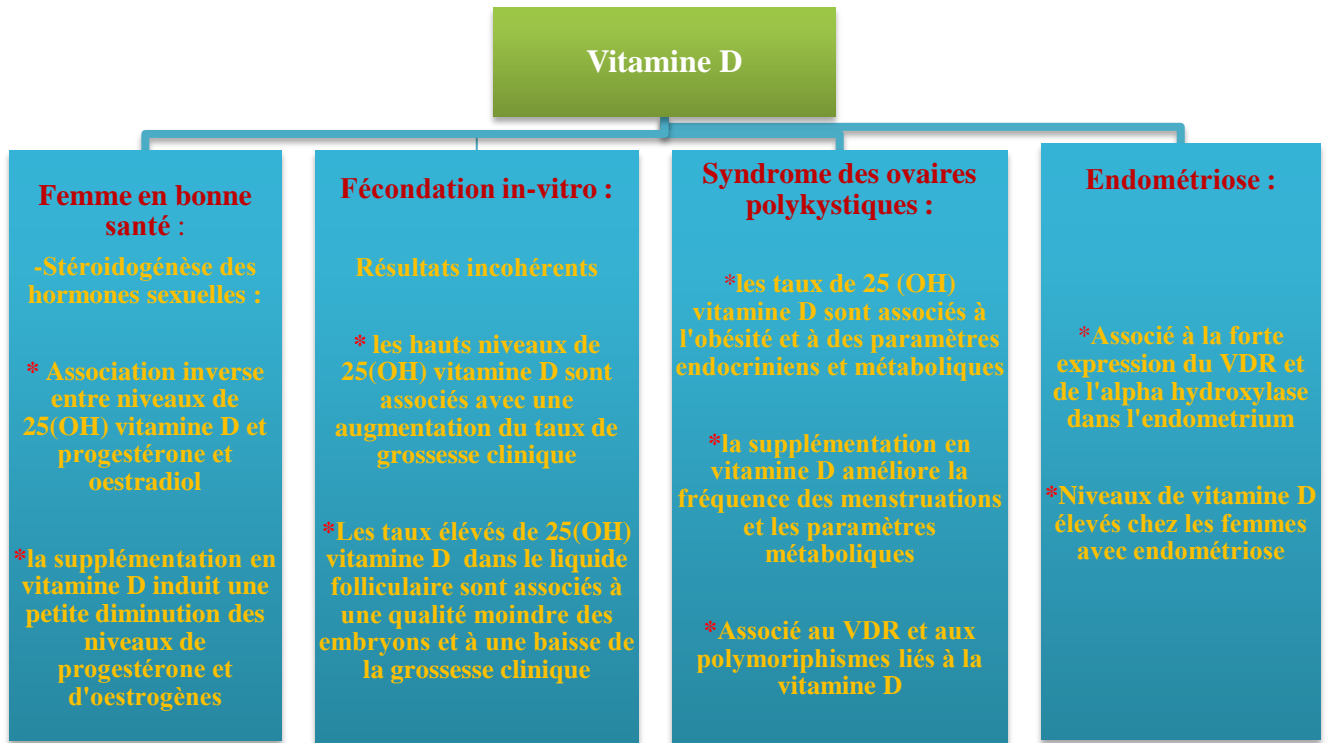 Vitamine D
Femme en bonne
santé :
-Stéroidogénèse des
hormones sexuelles :
* Association inverse
entre niveaux de
25(OH) vitamine D et
progestérone et
oestradiol
*la supplémentation en
vitamine D induit une
petite diminution des
niveaux de
progestérone et
d'oestrogènes
Fécondation in-vitro :
Résultats incohérents
* les hauts niveaux de
25(OH) vitamine D sont
associés avec une
augmentation du taux de
grossesse clinique
*Les taux élévés de 25(OH)
vitamine D dans le liquide
folliculaire sont associés à
une qualité moindre des
embryons et à une baisse de
la grossesse clinique
Syndrome des ovaires
polykystiques :
*les taux de 25 (OH)
vitamine D sont associés à
l'obésité et à des paramètres
endocriniens et métaboliques
*la supplémentation en
vitamine D améliore la
fréquence des menstruations
et les paramètres
métaboliques
*Associé au VDR et aux
polymoriphismes liés à la
vitamine D
Endométriose :
*Associé à la forte
expression du VDR et
de l'alpha hydroxylase
dans l'endometrium
*Niveaux de vitamine D
élevés chez les femmes
avec endométriose